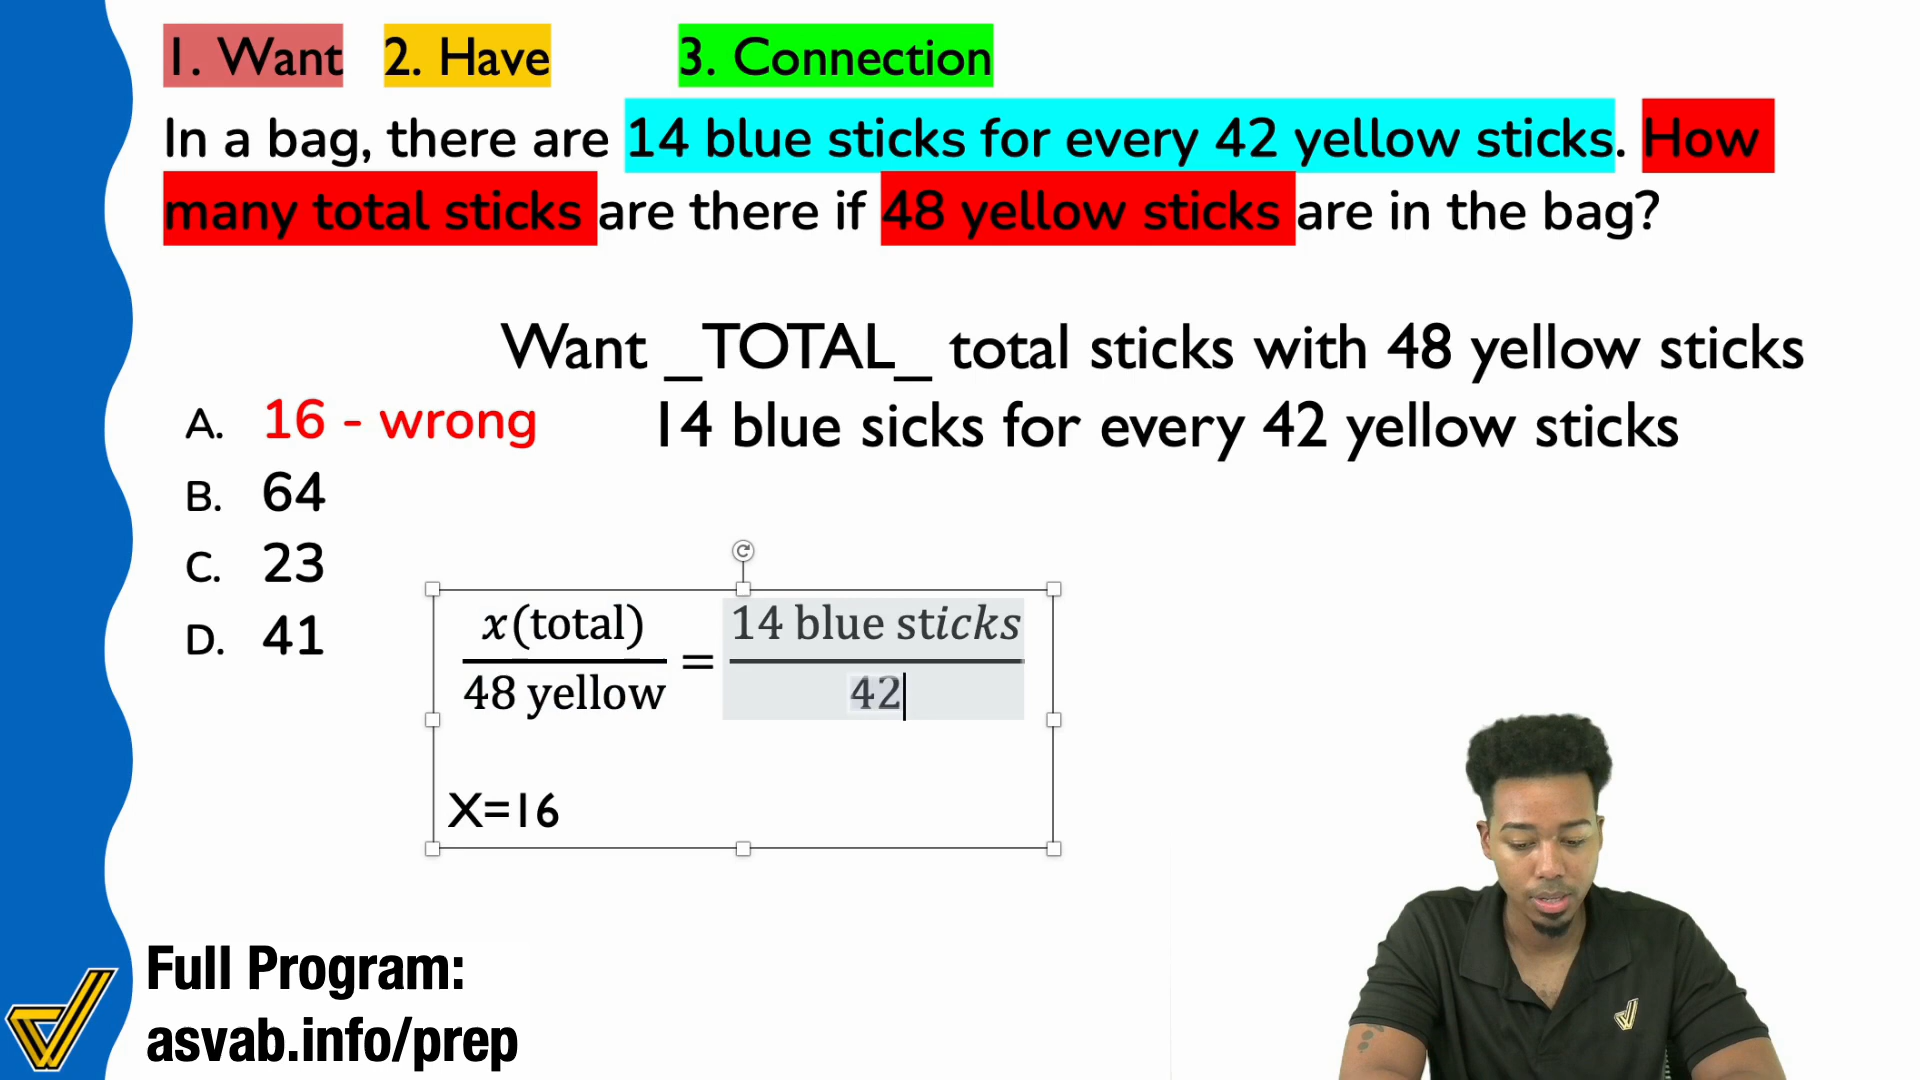 1. Want 2. Have 3. Connection
In a bag, there are 14 blue sticks for every 42 yellow sticks. How
many total sticks are there if 48 yellow sticks are in the bag?
Want _TOTAL_ total sticks with 48 yellow sticks
14 blue sicks for every 42 yellow sticks
A. 16 - wrong
B. 64
C. 23
D. 41
x(total) / 48 yellow = 14 blue sticks / 42
X=16
Full Program:
asvab.info/prep